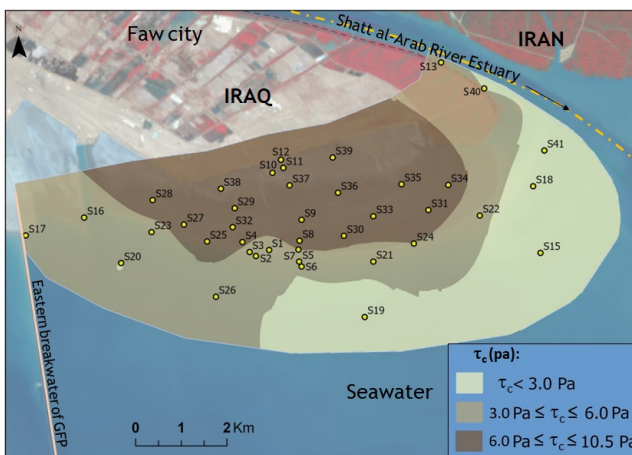 Faw city
Shatt al-Arab River Estuary
IRAN
N
IRAQ
S13
S40
S41
S12
S39
S11
S10
S37
S38
S36
S35
S34
S18
S28
S29
S31
S16
S9
S33
S22
S17
S23
S27
S32
S30
S25
S4
S8
S24
S3
S1
S2
S7
S5
S6
S21
S15
S20
S26
S19
Eastern breakwater of GFP
Seawater
0 1 2 Km
τc (pa):
τc < 3.0 Pa
3.0 Pa ≤ τc ≤ 6.0 Pa
6.0 Pa ≤ τc ≤ 10.5 Pa